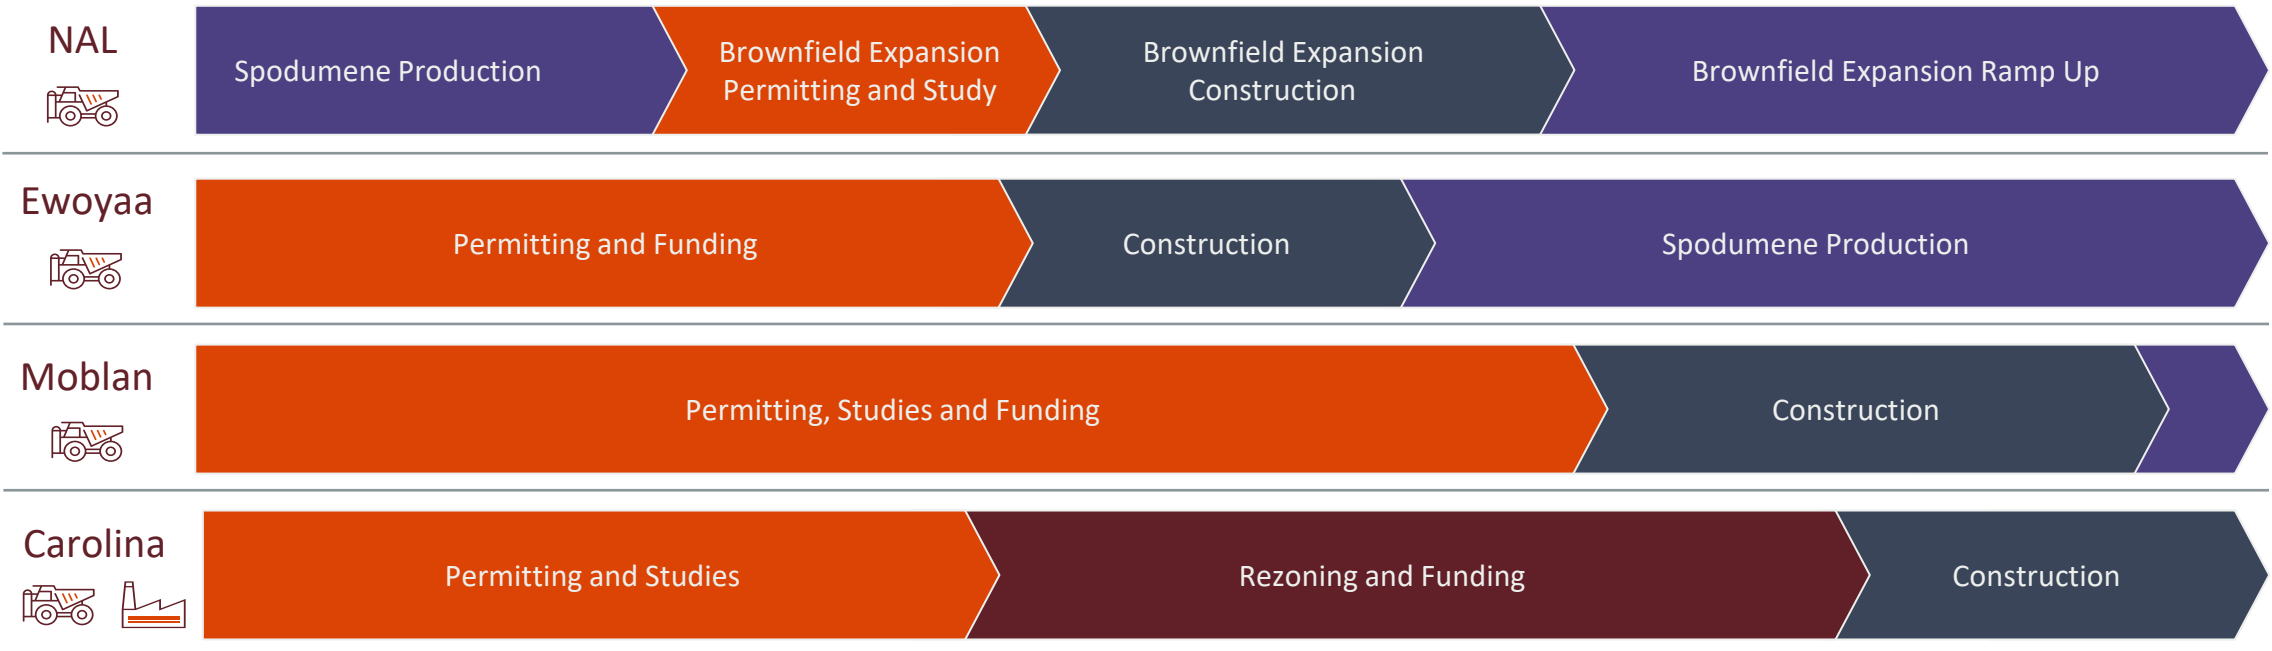 NAL
Spodumene Production
Brownfield Expansion
Permitting and Study
Brownfield Expansion
Construction
Brownfield Expansion Ramp Up
Ewoyaa
Permitting and Funding
Construction
Spodumene Production
Moblan
Permitting, Studies and Funding
Construction
Carolina
Permitting and Studies
Rezoning and Funding
Construction